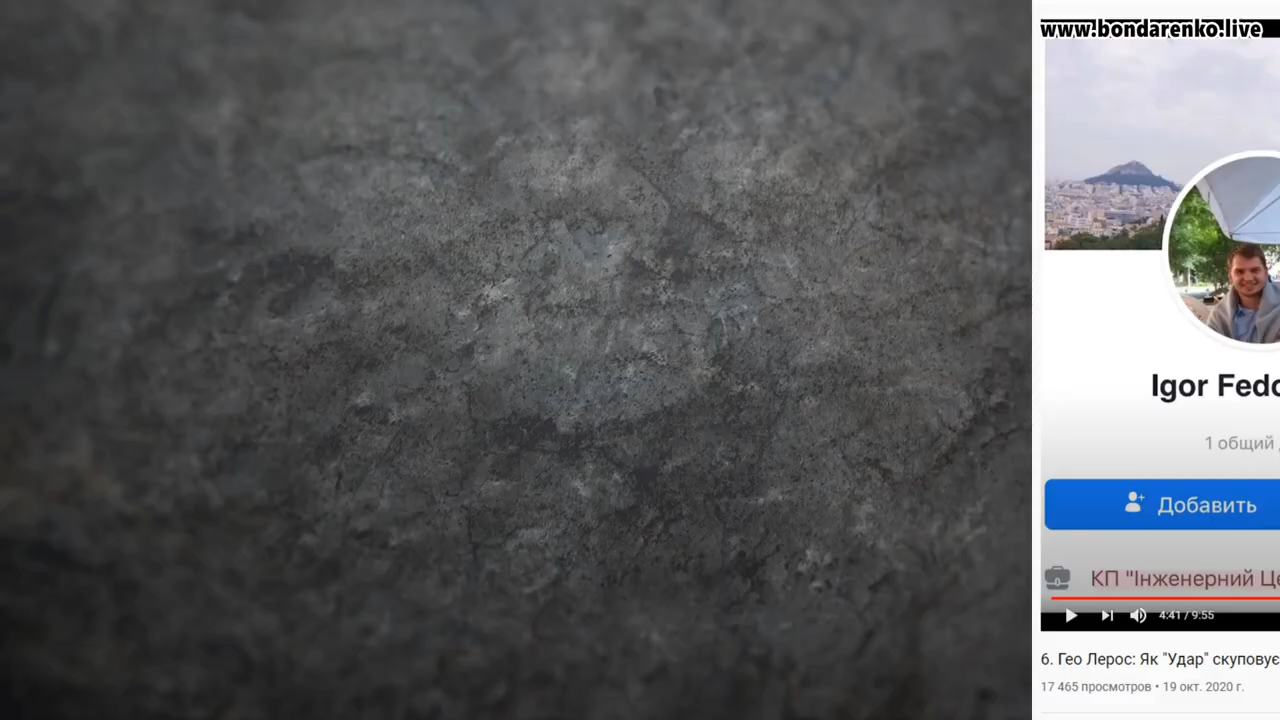 www.bondarenko.live
Igor Fedo
1 общий
Добавить
КП "Інженерний Це
4:41 / 9:55
6. Гео Лерос: Як "Удар" скуповує
17 465 просмотров • 19 окт. 2020 г.